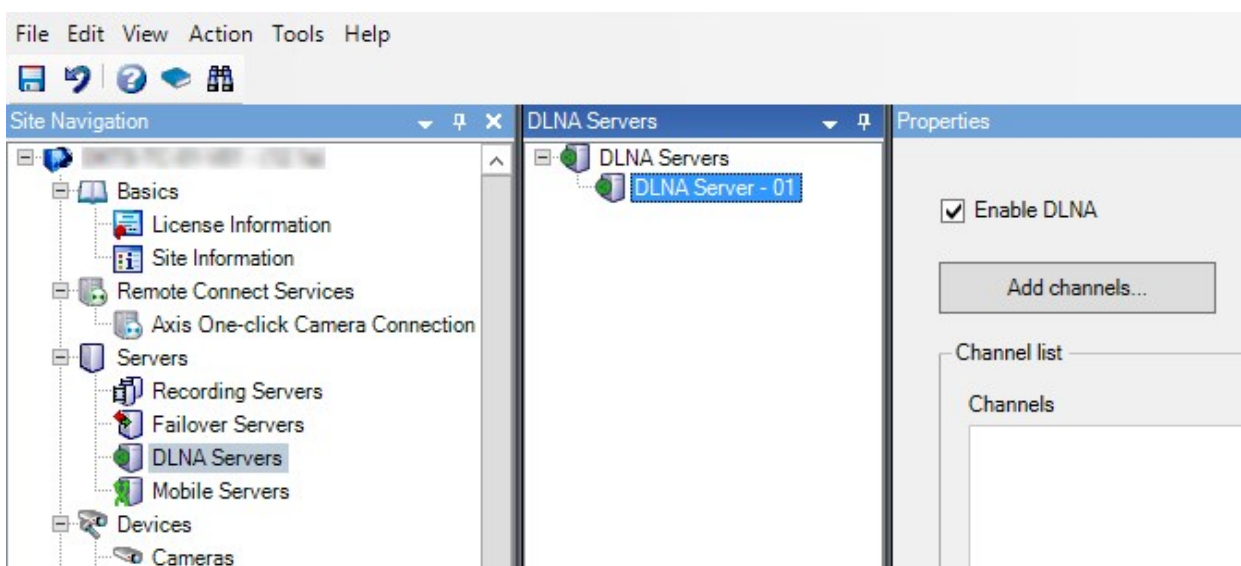 File Edit View Action Tools Help
Site Navigation
Basics
License Information
Site Information
Remote Connect Services
Axis One-click Camera Connection
Servers
Recording Servers
Failover Servers
DLNA Servers
Mobile Servers
Devices
Cameras
DLNA Servers
DLNA Servers
DLNA Server - 01
Properties
Enable DLNA
Add channels...
Channel list
Channels